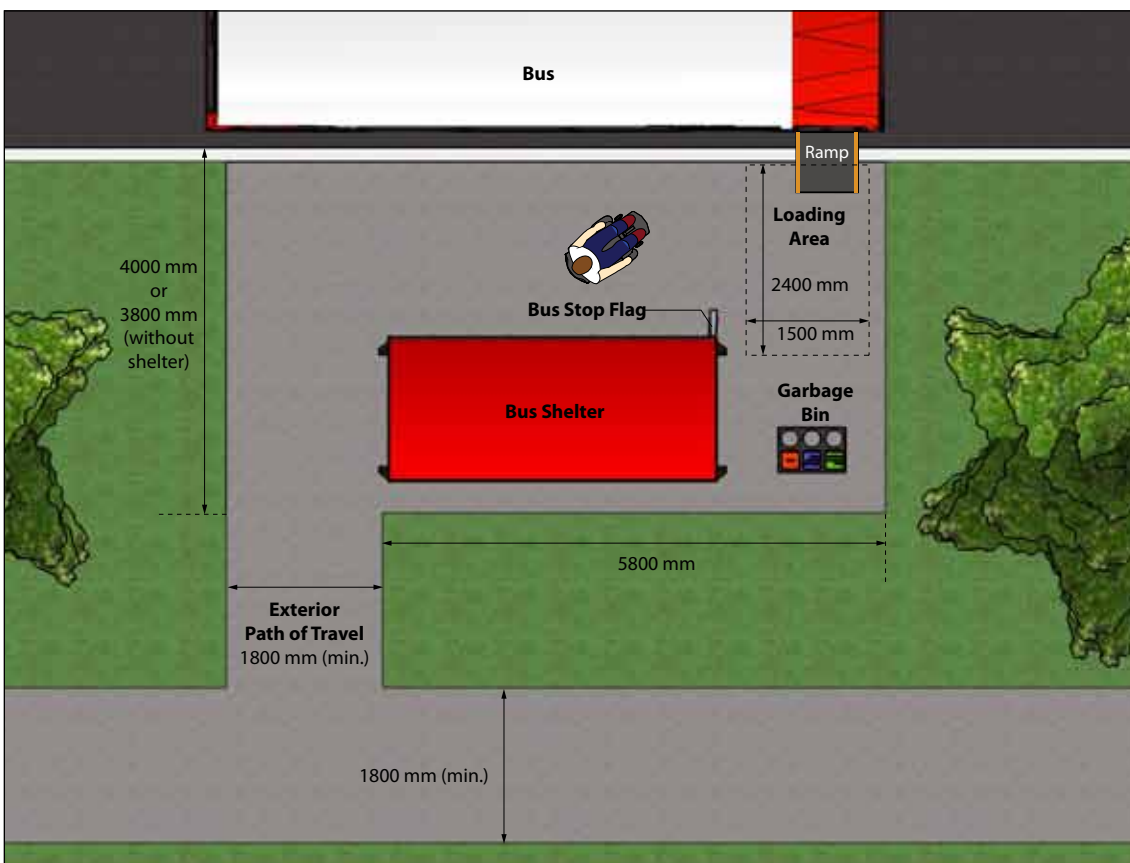 Bus
Ramp
Loading
Area
2400 mm
1500 mm
4000 mm
or
3800 mm
(without
shelter)
Bus Stop Flag
Bus Shelter
Garbage
Bin
5800 mm
Exterior
Path of Travel
1800 mm (min.)
1800 mm (min.)